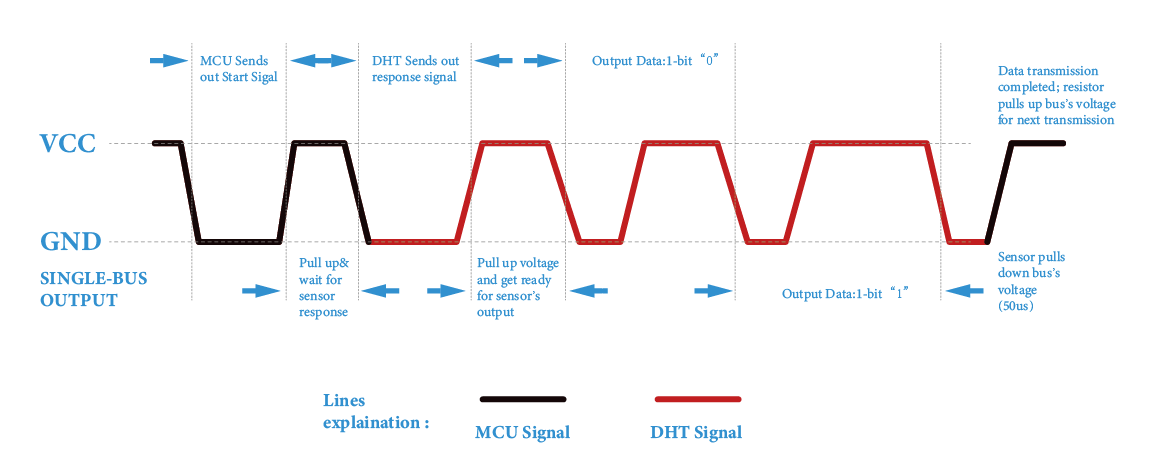 MCU Sends
out Start Sigal
DHT Sends out
response signal
Output Data:1-bit “0”
Data transmission
completed; resistor
pulls up bus’s voltage
for next transmission
VCC
GND
SINGLE-BUS
OUTPUT
Pull up&
wait for
sensor
response
Pull up voltage
and get ready
for sensor’s
output
Output Data:1-bit “1”
Sensor pulls
down bus’s
voltage
(50us)
Lines
explaination :
MCU Signal
DHT Signal